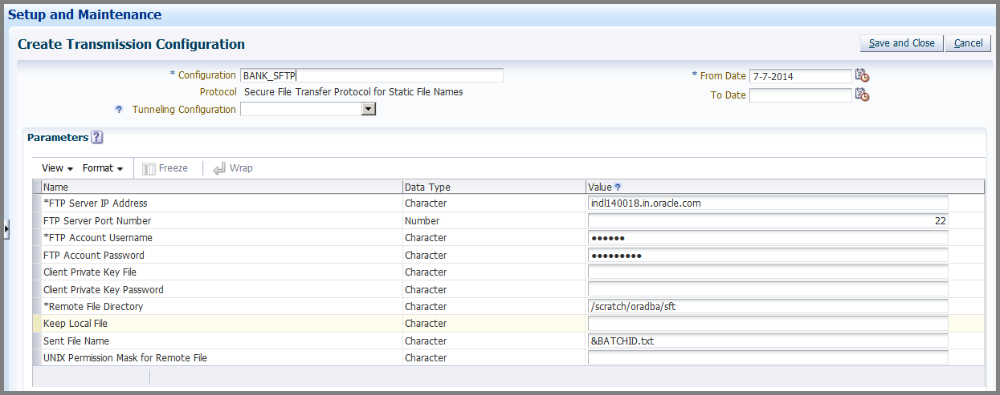 Setup and Maintenance
Create Transmission Configuration
Save and Close Cancel
* Configuration BANK_SFTP * From Date 7-7-2014
Protocol Secure File Transfer Protocol for Static File Names To Date
? Tunneling Configuration
Parameters ?
View Format Freeze Wrap
Name Data Type Value ?
*FTP Server IP Address Character indl140018.in.oracle.com
FTP Server Port Number Number 22
*FTP Account Username Character ●●●●●●
FTP Account Password Character ●●●●●●●●●
Client Private Key File Character
Client Private Key Password Character
*Remote File Directory Character /scratch/oradba/sft
Keep Local File Character
Sent File Name Character &BATCHID.txt
UNIX Permission Mask for Remote File Character